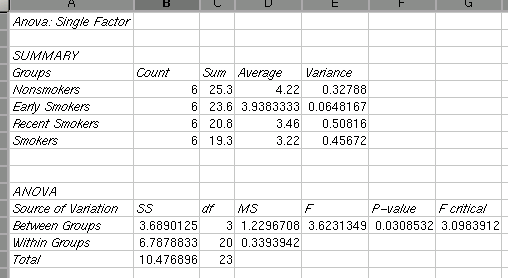 A B C D E F G
Anova: Single Factor
SUMMARY
Groups Count Sum Average Variance
Nonsmokers 6 25.3 4.22 0.32788
Early Smokers 6 23.6 3.9383333 0.0648167
Recent Smokers 6 20.8 3.46 0.50816
Smokers 6 19.3 3.22 0.45672
ANOVA
Source of Variation SS df MS F P-value F critical
Between Groups 3.6890125 3 1.2296708 3.6231349 0.0308532 3.0983912
Within Groups 6.7878833 20 0.3393942
Total 10.476896 23